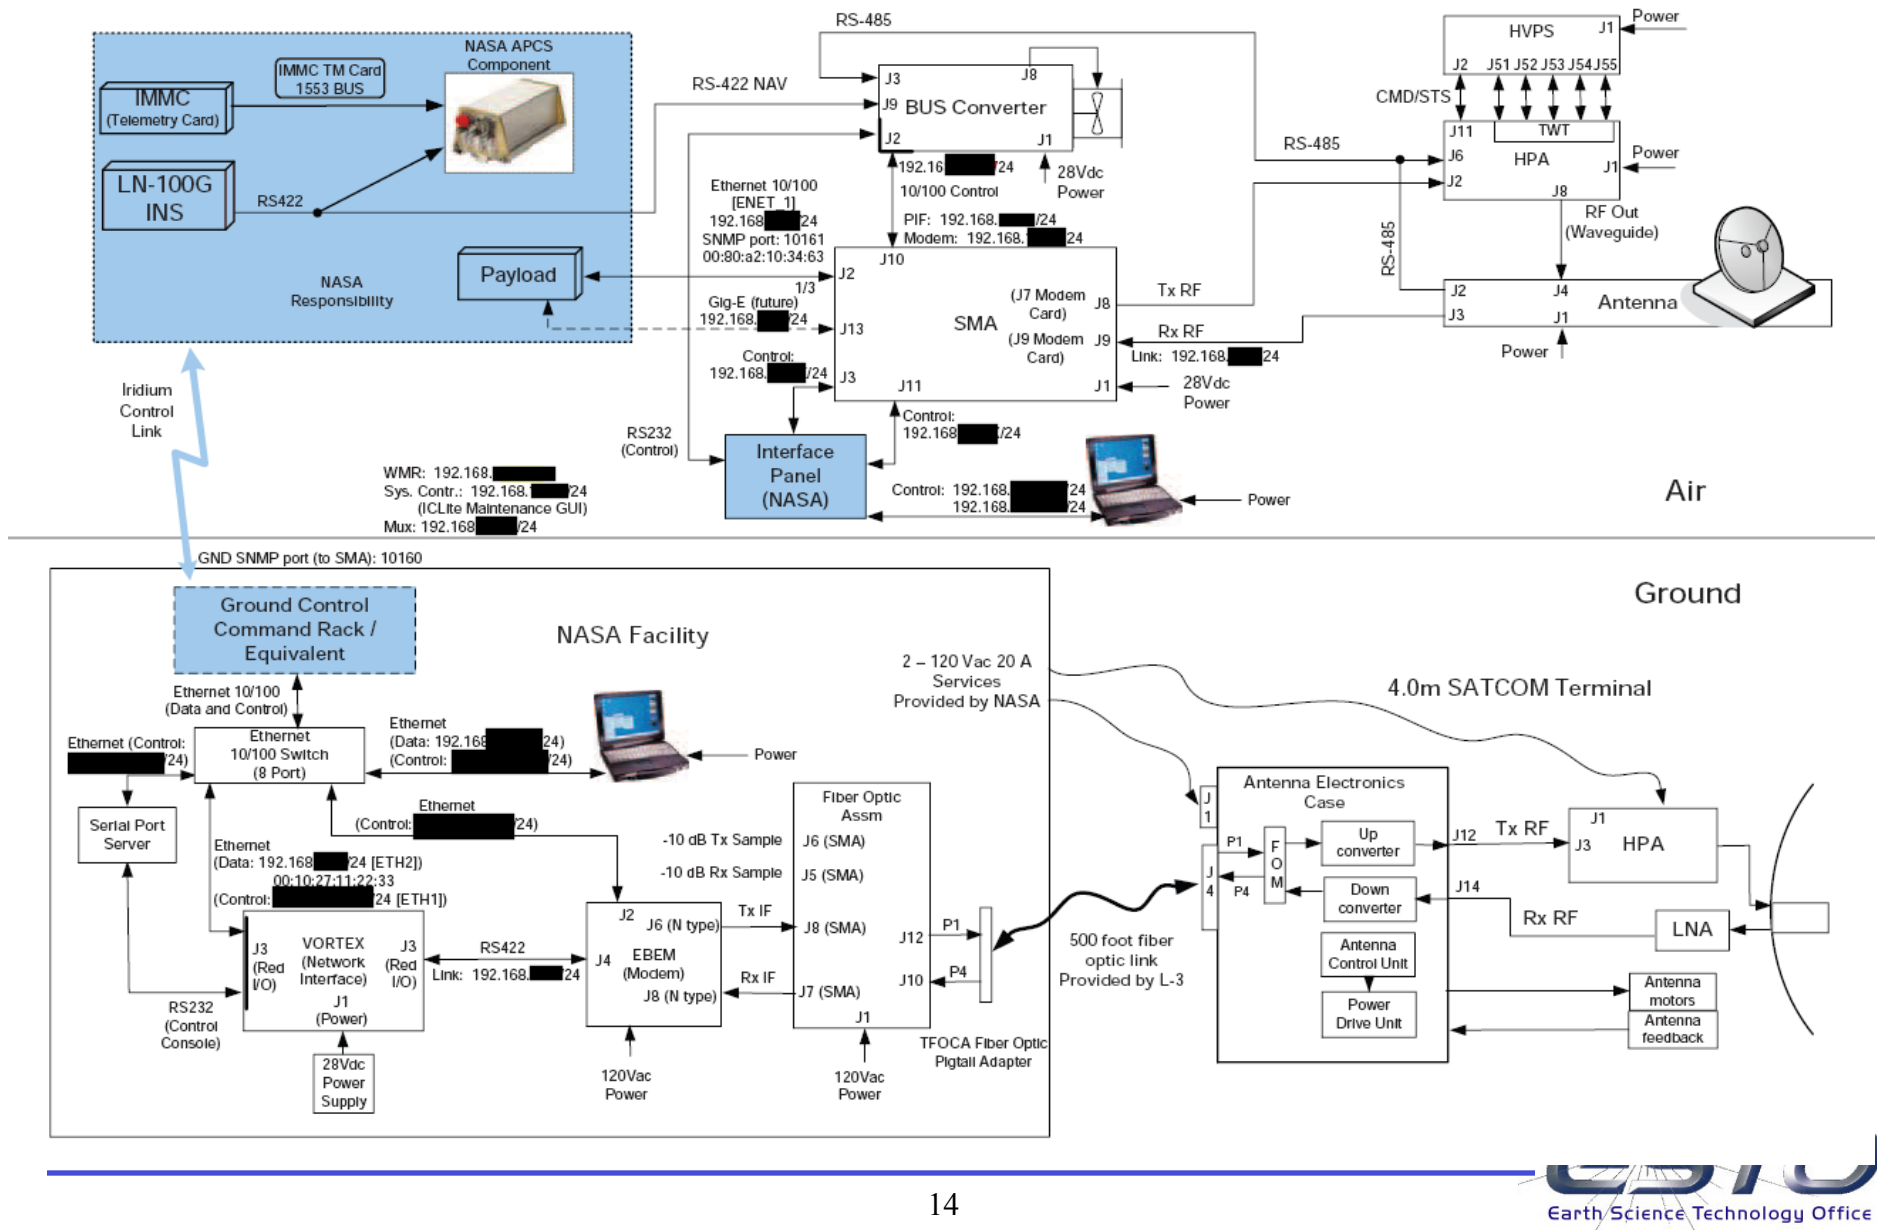 RS-485
Power
HVPS
J1
J2
J51 J52 J53 J54 J55
CMD/STS
NASA APCS
Component
IMMC TM Card
1553 BUS
IMMC
(Telemetry Card)
LN-100G
INS
RS422
RS-422 NAV
J3
J8
J9
BUS Converter
J2
J1
192.16 /24
28Vdc
Power
10/100 Control
RS-485
J11
TWT
J6
HPA
J1
Power
J2
J8
RF Out
(Waveguide)
RS-485
Ethernet 10/100
[ENET_1]
192.168 24
SNMP port: 10161
00:80:a2:10:34:63
PIF: 192.168. /24
Modem: 192.168. 24
NASA
Responsibility
Payload
J10
J2
1/3
Gig-E (future)
192.168. /24
J13
SMA
(J7 Modem
Card)
J8
Tx RF
(J9 Modem
Card)
J9
Rx RF
Link: 192.168. 24
J2
J4
Antenna
J3
J1
Power
Control:
192.168. /24
J3
J11
J1
28Vdc
Power
Control:
192.168 /24
Iridium
Control
Link
RS232
(Control)
Interface
Panel
(NASA)
WMR: 192.168.
Sys. Contr.: 192.168. /24
(ICLite Maintenance GUI)
Mux: 192.168 /24
Control: 192.168. /24
192.168. /24
Power
Air
GND SNMP port (to SMA): 10160
Ground
Ground Control
Command Rack /
Equivalent
NASA Facility
2 – 120 Vac 20 A
Services
Provided by NASA
4.0m SATCOM Terminal
Ethernet 10/100
(Data and Control)
Ethernet (Control:
/24)
Ethernet
10/100 Switch
(8 Port)
Ethernet
(Data: 192.168 24)
(Control: /24)
Power
Serial Port
Server
Ethernet
(Control: /24)
Ethernet
(Data: 192.168 /24 [ETH2])
00:10:27:11:22:33
(Control: /24 [ETH1])
-10 dB Tx Sample
-10 dB Rx Sample
Fiber Optic
Assm
J6 (SMA)
J5 (SMA)
J8 (SMA)
J12
P1
J10
P4
J7 (SMA)
J1
J3
(Red
I/O)
VORTEX
(Network
Interface)
J3
(Red
I/O)
J1
(Power)
RS422
Link: 192.168. /24
J2
J6 (N type)
J4
EBEM
(Modem)
J8 (N type)
Tx IF
Rx IF
RS232
(Control
Console)
28Vdc
Power
Supply
120Vac
Power
120Vac
Power
TFOCA Fiber Optic
Pigtail Adapter
500 foot fiber
optic link
Provided by L-3
Antenna Electronics
Case
J
1
J
4
P1
P4
F
O
M
Up
converter
Down
converter
Antenna
Control Unit
Power
Drive Unit
J12
Tx RF
J14
Rx RF
J1
J3
HPA
LNA
Antenna
motors
Antenna
feedback
14
ESTO
Earth Science Technology Office